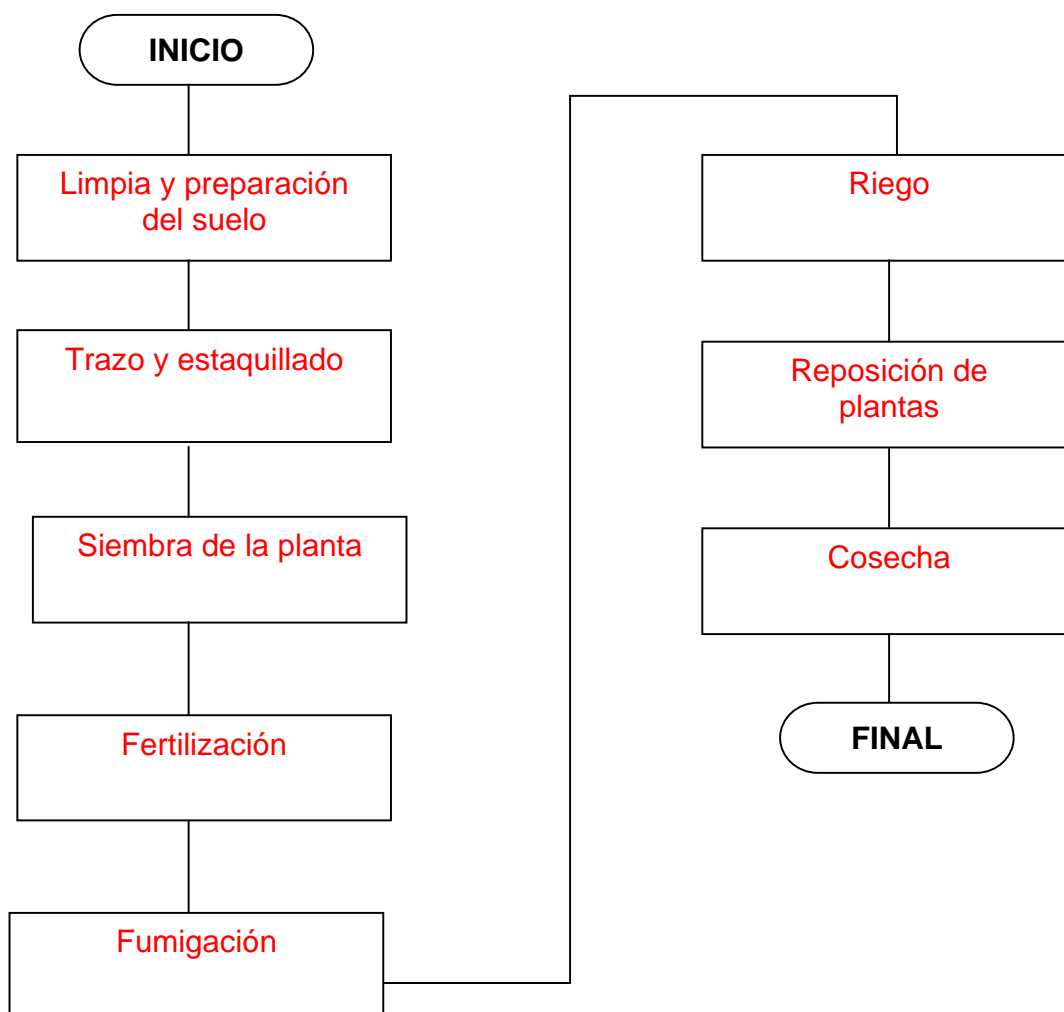 INICIO
Limpia y preparación
del suelo
Trazo y estaquillado
Siembra de la planta
Fertilización
Fumigación
Riego
Reposición de
plantas
Cosecha
FINAL